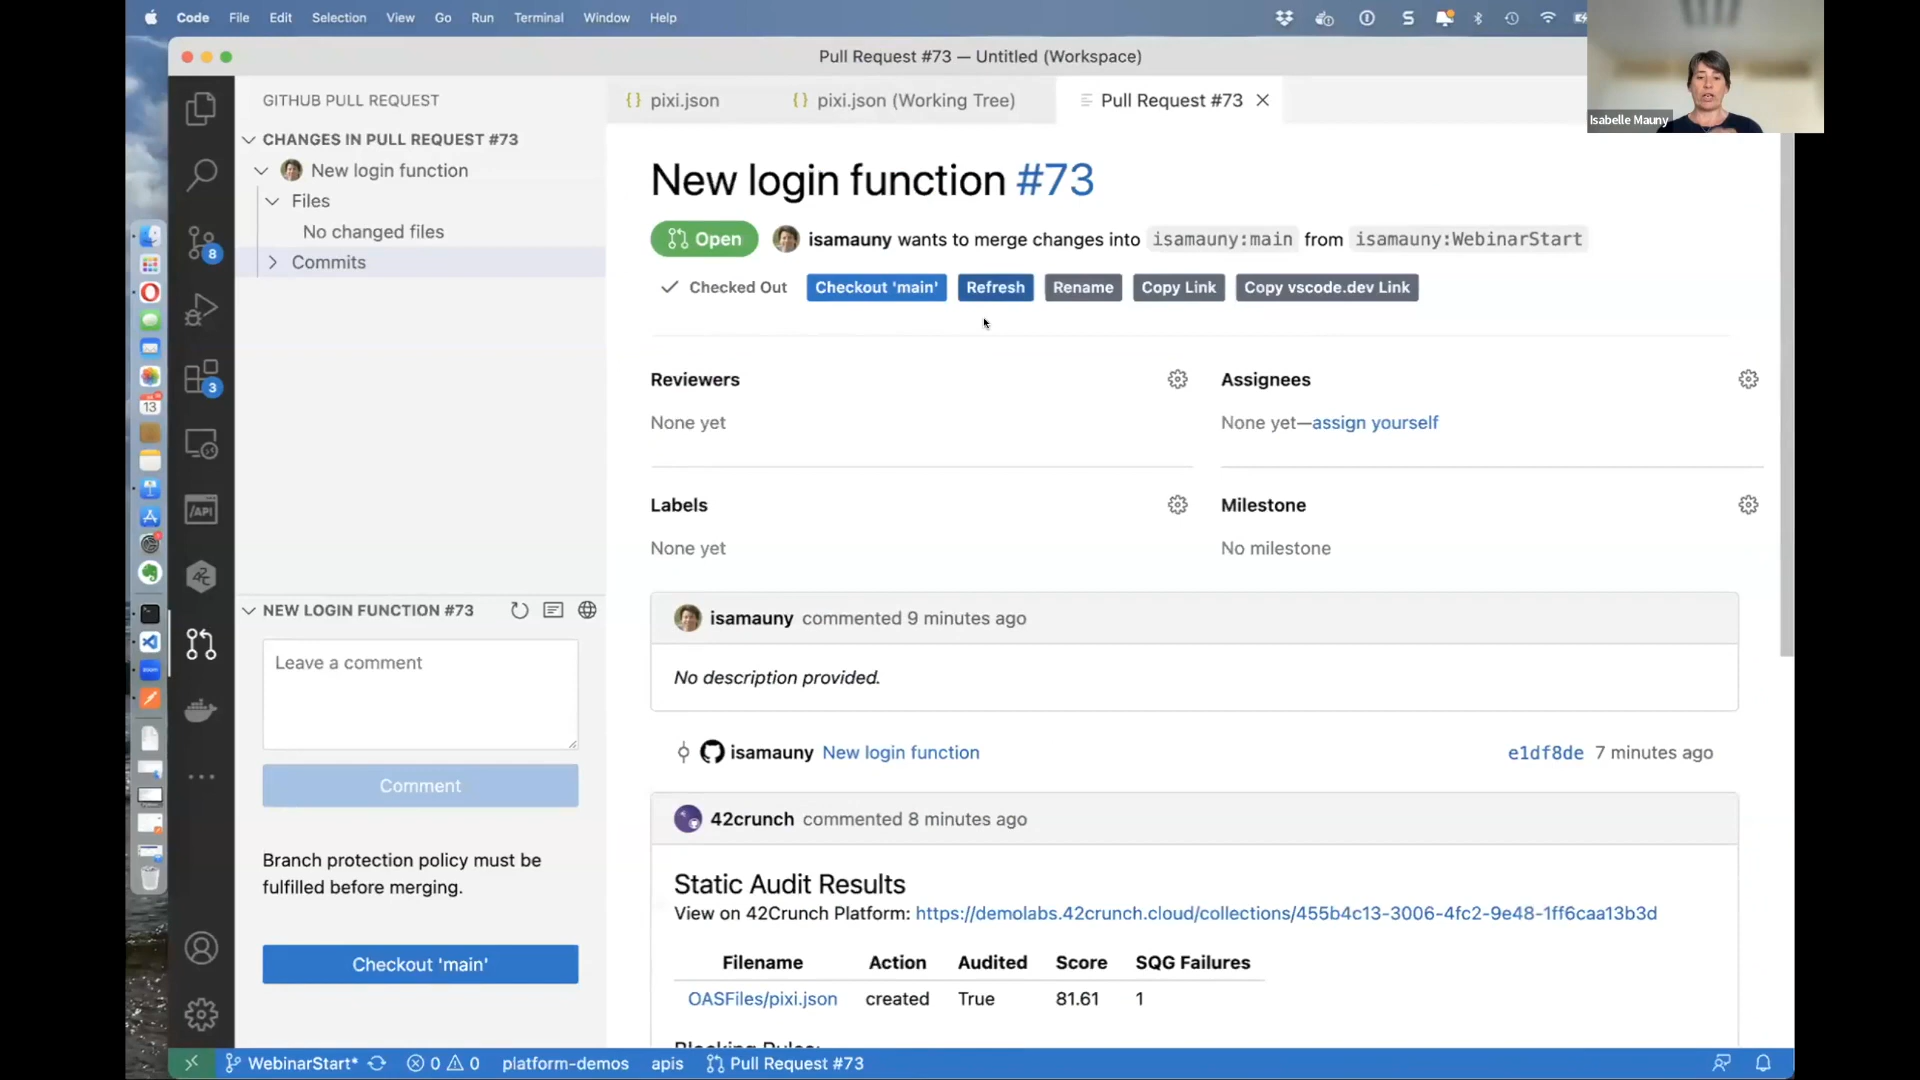 Code File Edit Selection View Go Run Terminal Window Help
Pull Request #73 — Untitled (Workspace)
Isabelle Mauny
GITHUB PULL REQUEST
pixi.json
pixi.json (Working Tree)
Pull Request #73
CHANGES IN PULL REQUEST #73
New login function
Files
No changed files
Commits
New login function #73
Open
isamauny wants to merge changes into isamauny:main from isamauny:WebinarStart
Checked Out
Checkout 'main'
Refresh
Rename
Copy Link
Copy vscode.dev Link
Reviewers
None yet
Assignees
None yet—assign yourself
Labels
None yet
Milestone
No milestone
isamauny commented 9 minutes ago
No description provided.
isamauny New login function e1df8de 7 minutes ago
42crunch commented 8 minutes ago
Static Audit Results
View on 42Crunch Platform: https://demolabs.42crunch.cloud/collections/455b4c13-3006-4fc2-9e48-1ff6caa13b3d
Filename Action Audited Score SQG Failures
OASFiles/pixi.json created True 81.61 1
Blocking Rules:
8
3
/API
13
NEW LOGIN FUNCTION #73
Leave a comment
Comment
Branch protection policy must be
fulfilled before merging.
Checkout 'main'
WebinarStart* 0 0 platform-demos apis Pull Request #73